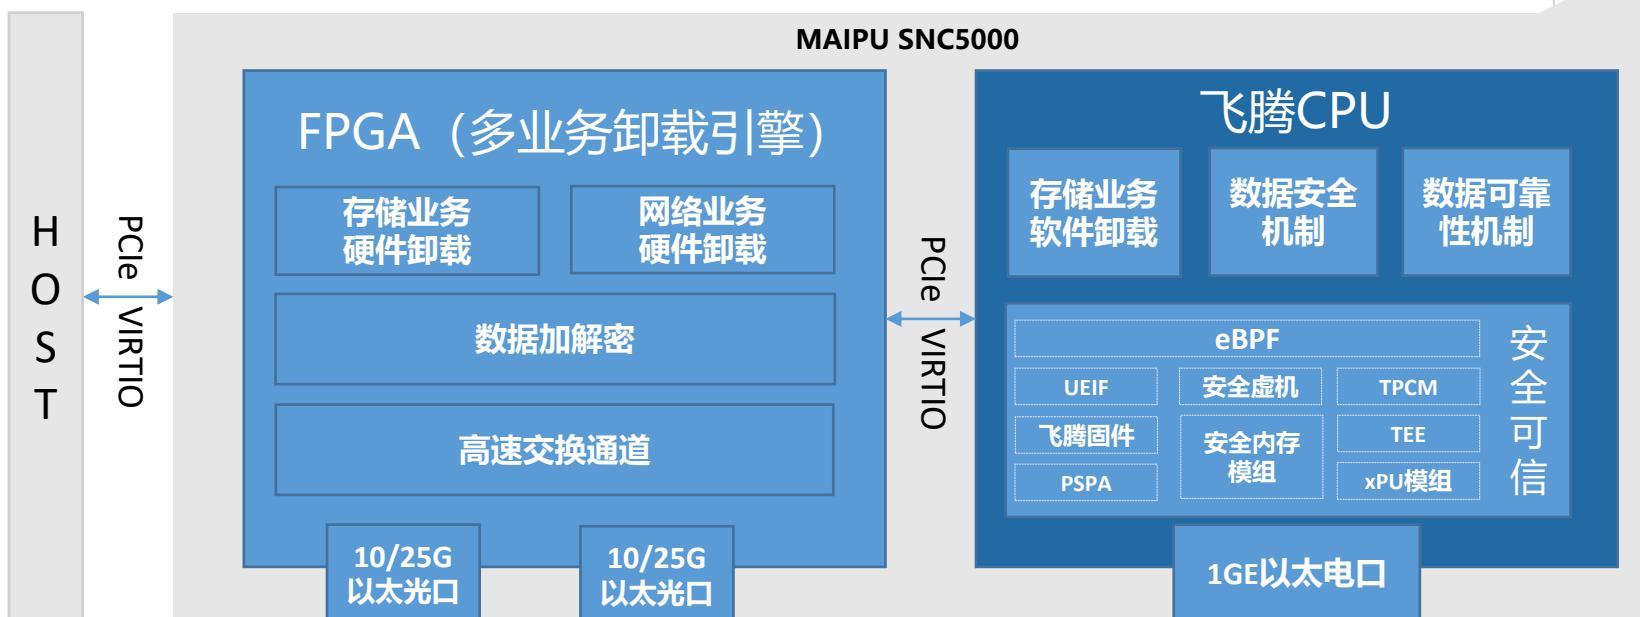 MAIPU SNC5000
HOST
PCIe VIRTIO
FPGA（多业务卸载引擎）
存储业务
硬件卸载
网络业务
硬件卸载
数据加解密
高速交换通道
10/25G
以太光口
10/25G
以太光口
PCIe VIRTIO
飞腾CPU
存储业务
软件卸载
数据安全
机制
数据可靠
性机制
eBPF
UEIF
安全虚机
TPCM
飞腾固件
安全内存
模组
TEE
PSPA
xPU模组
安全可信
1GE以太电口